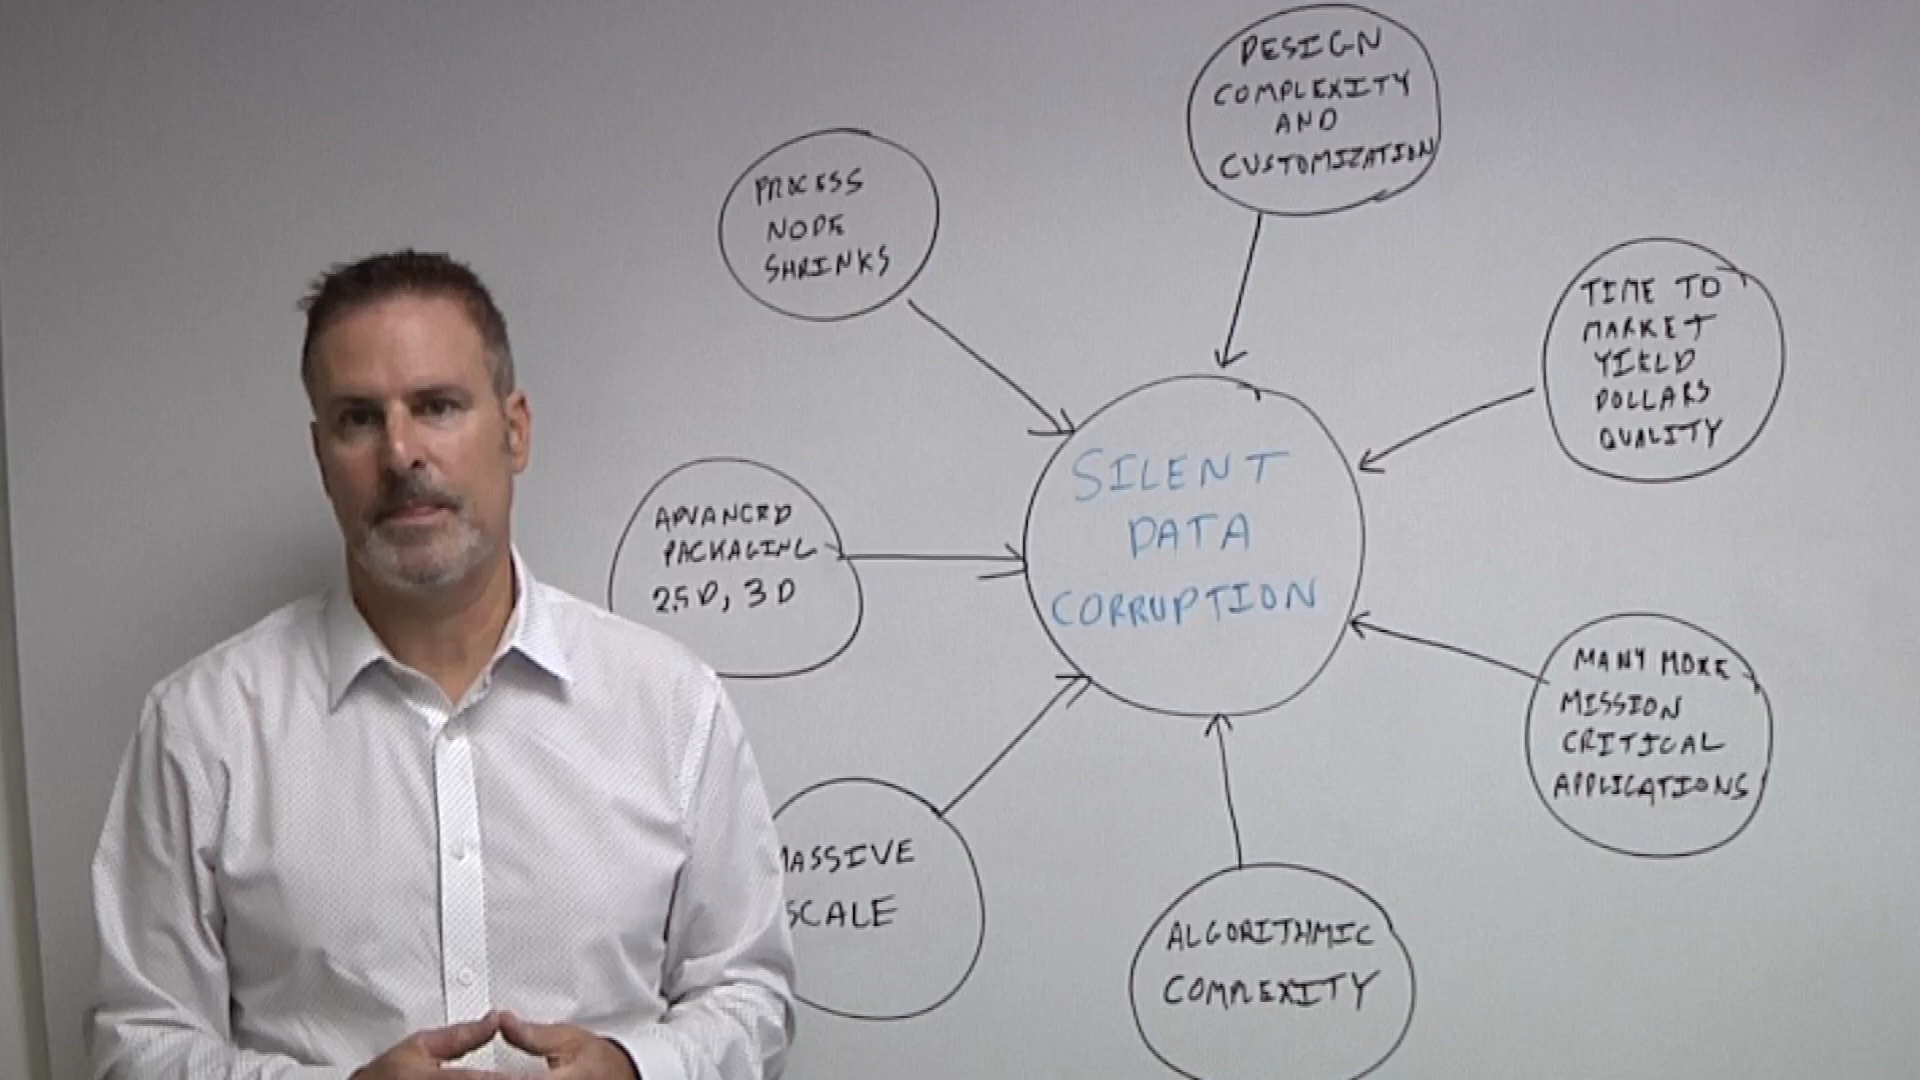 DESIGN
COMPLEXITY
AND
CUSTOMIZATION
PROCESS
NODE
SHRINKS
TIME TO
MARKET
YIELD
DOLLARS
QUALITY
SILENT
DATA
CORRUPTION
ADVANCED
PACKAGING
2.5D, 3D
MANY MORE
MISSION
CRITICAL
APPLICATIONS
MASSIVE
SCALE
ALGORITHMIC
COMPLEXITY